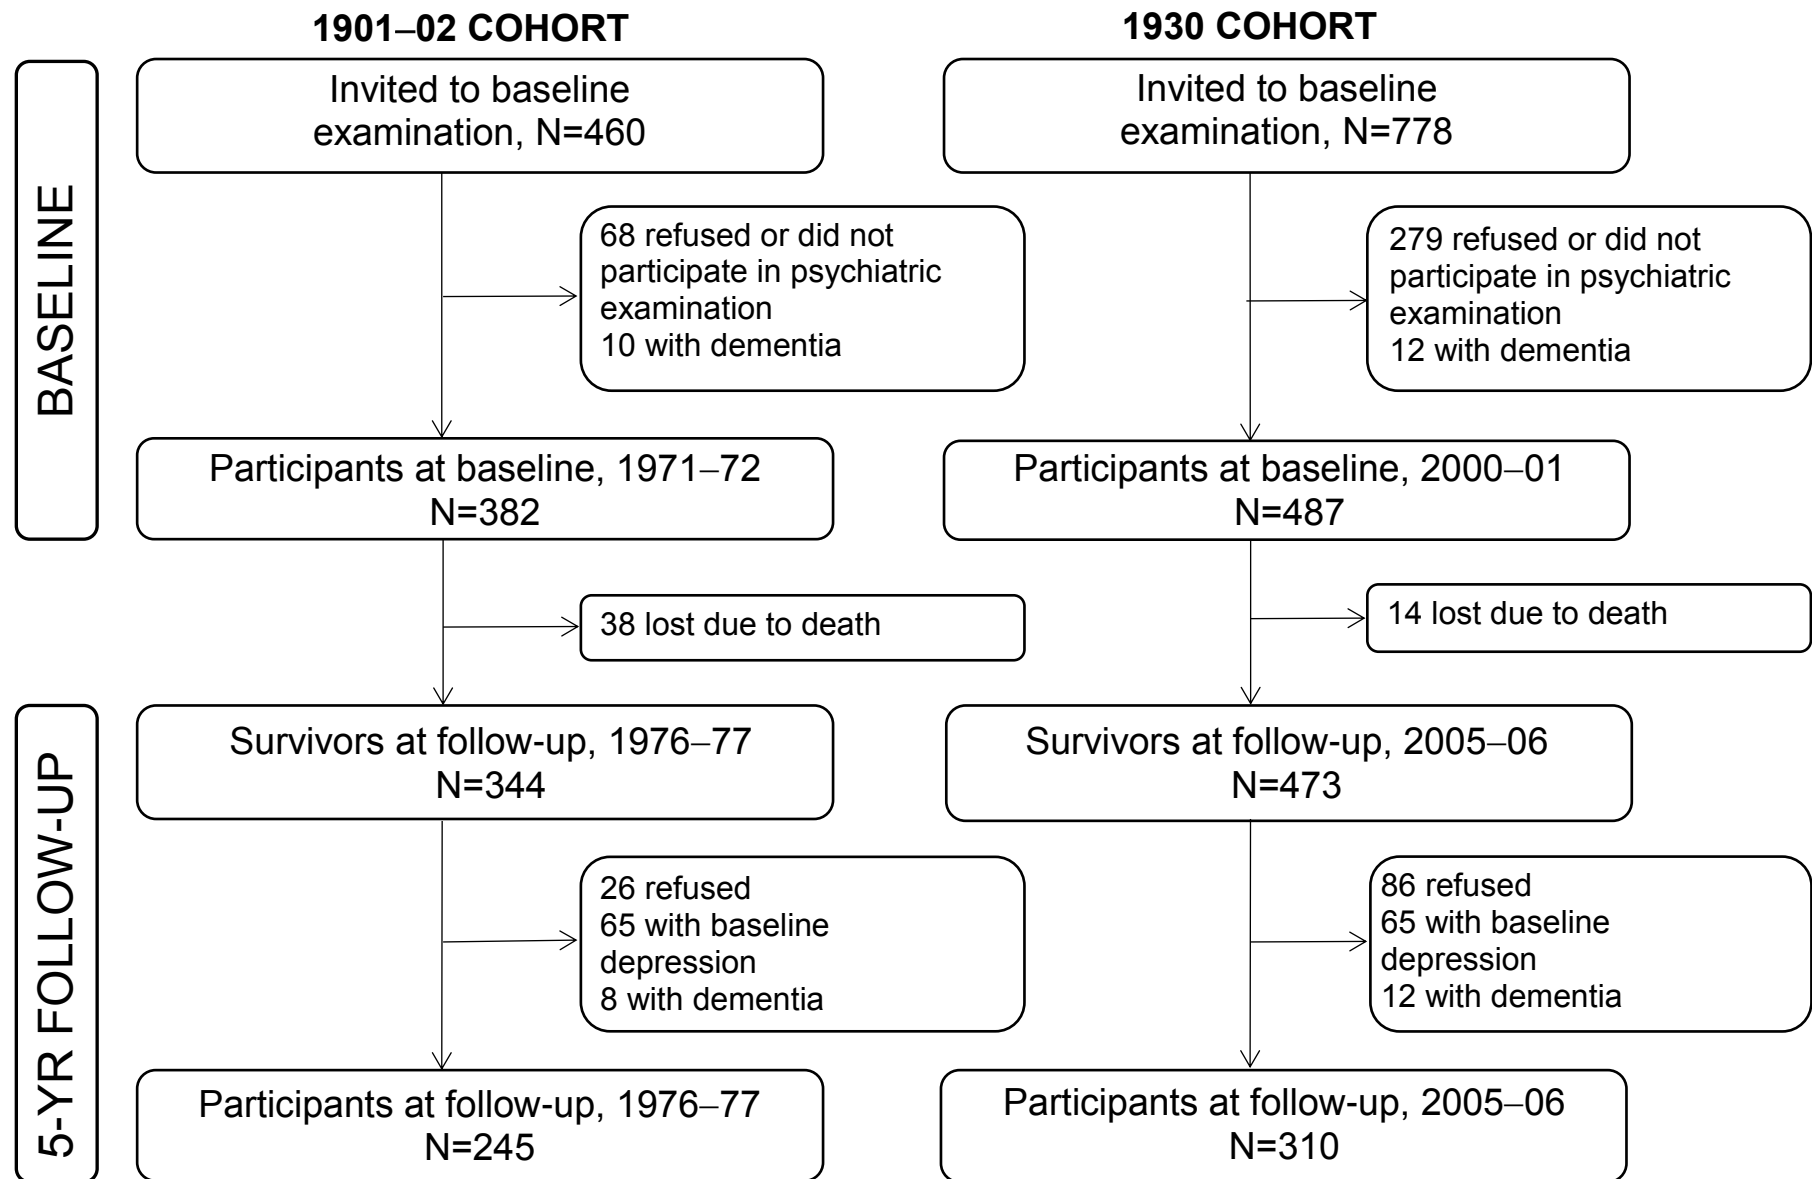 1901–02 COHORT
1930 COHORT
BASELINE
Invited to baseline
examination, N=460
Invited to baseline
examination, N=778
68 refused or did not
participate in psychiatric
examination
10 with dementia
279 refused or did not
participate in psychiatric
examination
12 with dementia
Participants at baseline, 1971–72
N=382
Participants at baseline, 2000–01
N=487
38 lost due to death
14 lost due to death
5-YR FOLLOW-UP
Survivors at follow-up, 1976–77
N=344
Survivors at follow-up, 2005–06
N=473
26 refused
65 with baseline
depression
8 with dementia
86 refused
65 with baseline
depression
12 with dementia
Participants at follow-up, 1976–77
N=245
Participants at follow-up, 2005–06
N=310